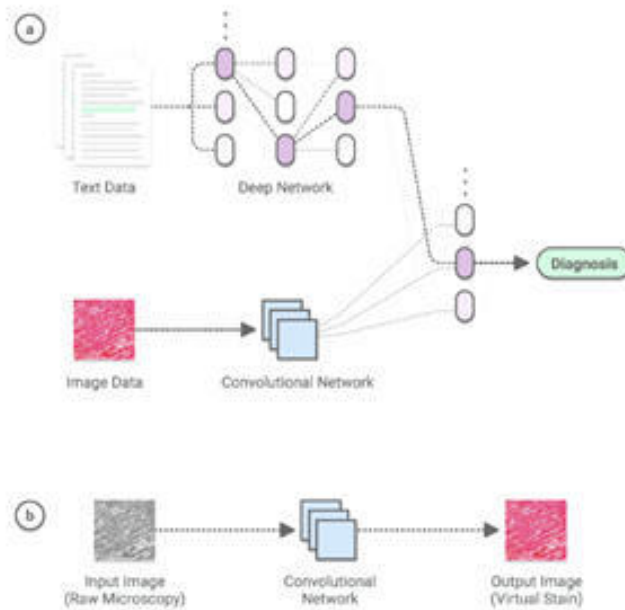 a
Text Data
Deep Network
Diagnosis
Image Data
Convolutional Network
b
Input Image
(Raw Microscopy)
Convolutional
Network
Output Image
(Virtual Stain)